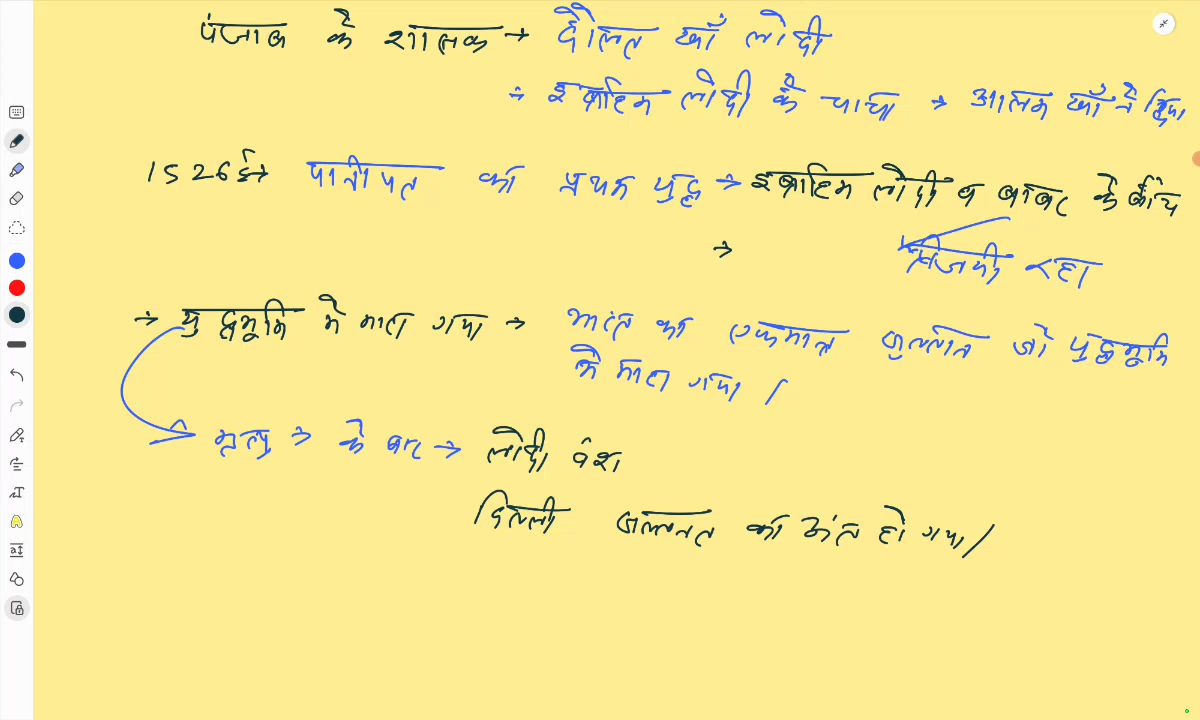 पंजाब के शासक → दौलत खाँ लोदी
→ इब्राहिम लोदी के चाचा → आलम खाँ ने दिया
1526ई→ पानीपत का प्रथम युद्ध → इब्राहिम लोदी व बाबर के बीच
→ विजयी रहा
→ युद्धभूमि में मारा गया → भारत का एकमात्र सुल्तान जो युद्धभूमि
में मारा गया।
→ मृत्यु → के बाद → लोदी वंश
दिल्ली सल्तनत का अंत हो गया।